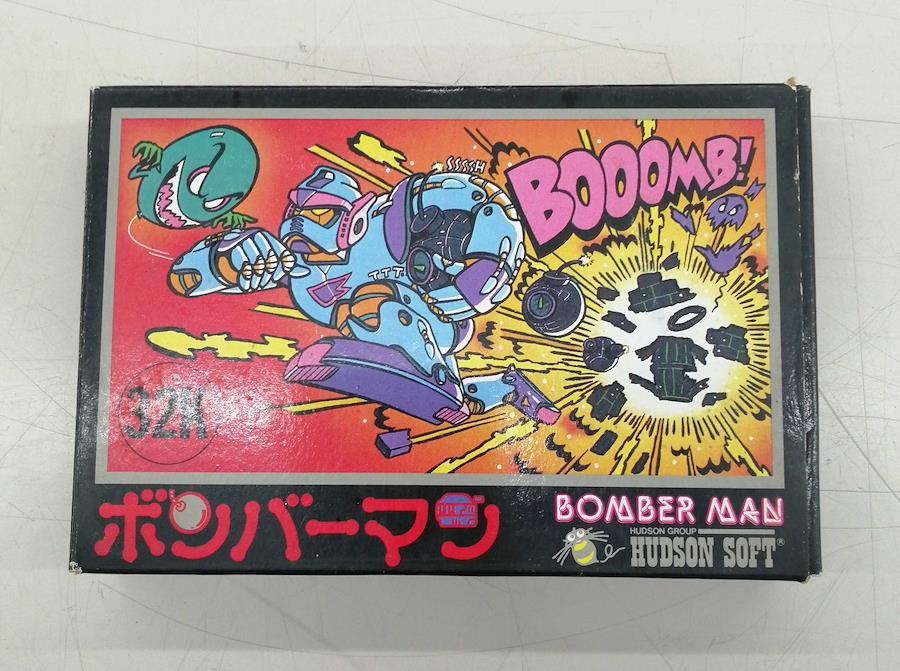 SSSSH
BOOOMB!
TTT
32K
ボンバーマン
BOMBER MAN
HUDSON GROUP
HUDSON SOFT®